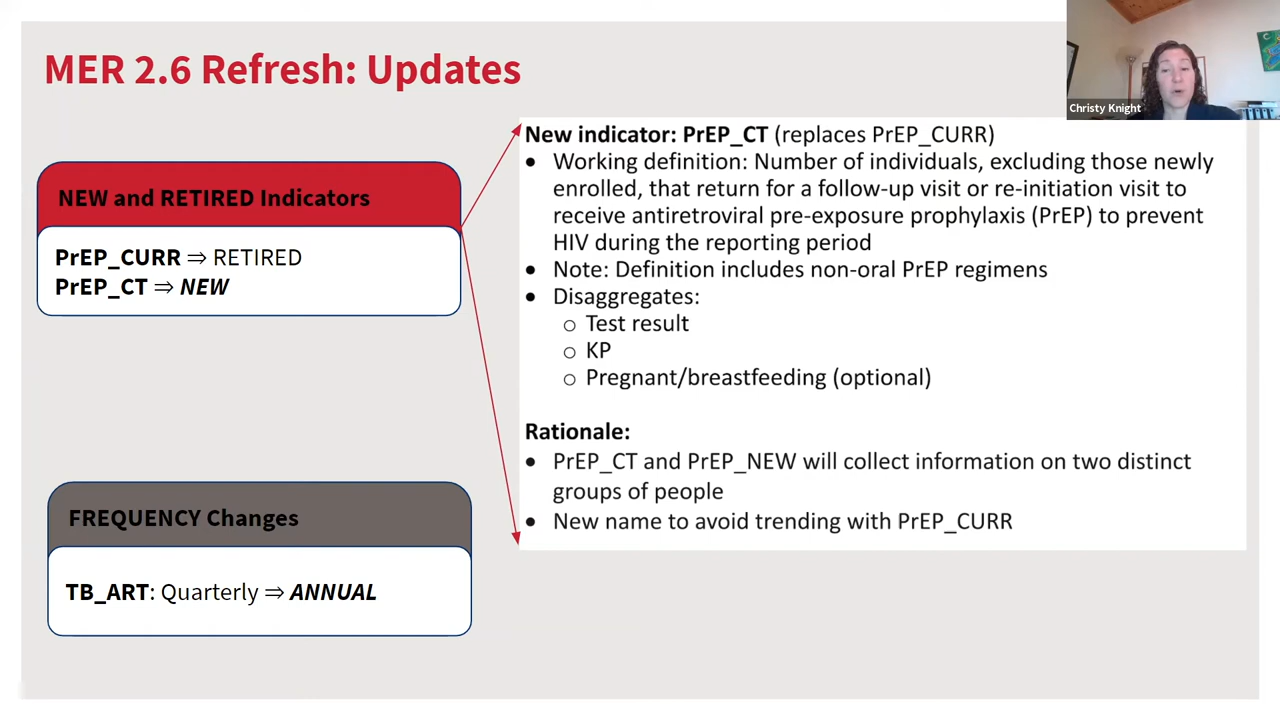 MER 2.6 Refresh: Updates
Christy Knight
NEW and RETIRED Indicators
PrEP_CURR ⇒ RETIRED
PrEP_CT ⇒ NEW
New indicator: PrEP_CT (replaces PrEP_CURR)
• Working definition: Number of individuals, excluding those newly
enrolled, that return for a follow-up visit or re-initiation visit to
receive antiretroviral pre-exposure prophylaxis (PrEP) to prevent
HIV during the reporting period
• Note: Definition includes non-oral PrEP regimens
• Disaggregates:
○ Test result
○ KP
○ Pregnant/breastfeeding (optional)
Rationale:
• PrEP_CT and PrEP_NEW will collect information on two distinct
groups of people
• New name to avoid trending with PrEP_CURR
FREQUENCY Changes
TB_ART: Quarterly ⇒ ANNUAL